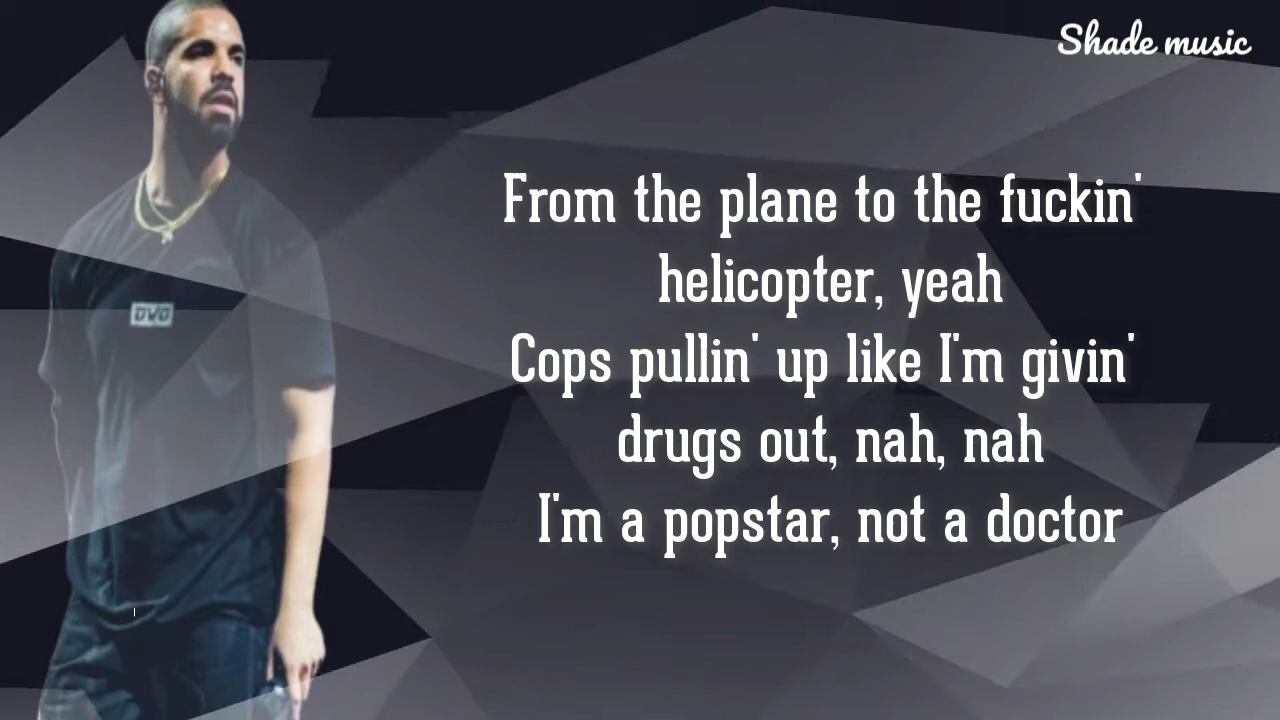 Shade music
From the plane to the fuckin'
helicopter, yeah
Cops pullin' up like I'm givin'
drugs out, nah, nah
I'm a popstar, not a doctor
OVO